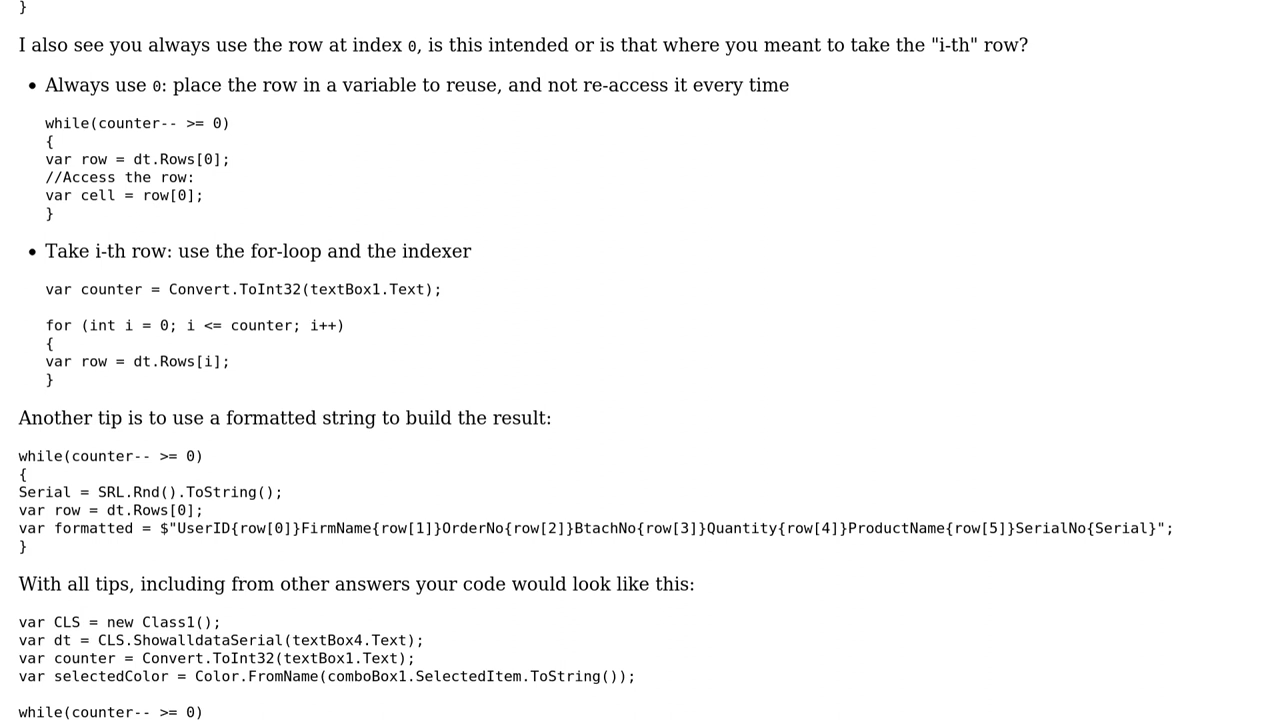 }
I also see you always use the row at index 0, is this intended or is that where you meant to take the "i-th" row?
• Always use 0: place the row in a variable to reuse, and not re-access it every time
while(counter-- >= 0)
{
var row = dt.Rows[0];
//Access the row:
var cell = row[0];
}
• Take i-th row: use the for-loop and the indexer
var counter = Convert.ToInt32(textBox1.Text);
for (int i = 0; i <= counter; i++)
{
var row = dt.Rows[i];
}
Another tip is to use a formatted string to build the result:
while(counter-- >= 0)
{
Serial = SRL.Rnd().ToString();
var row = dt.Rows[0];
var formatted = $"UserID{row[0]}FirmName{row[1]}OrderNo{row[2]}BtachNo{row[3]}Quantity{row[4]}ProductName{row[5]}SerialNo{Serial}";
}
With all tips, including from other answers your code would look like this:
var CLS = new Class1();
var dt = CLS.ShowalldataSerial(textBox4.Text);
var counter = Convert.ToInt32(textBox1.Text);
var selectedColor = Color.FromName(comboBox1.SelectedItem.ToString());
while(counter-- >= 0)